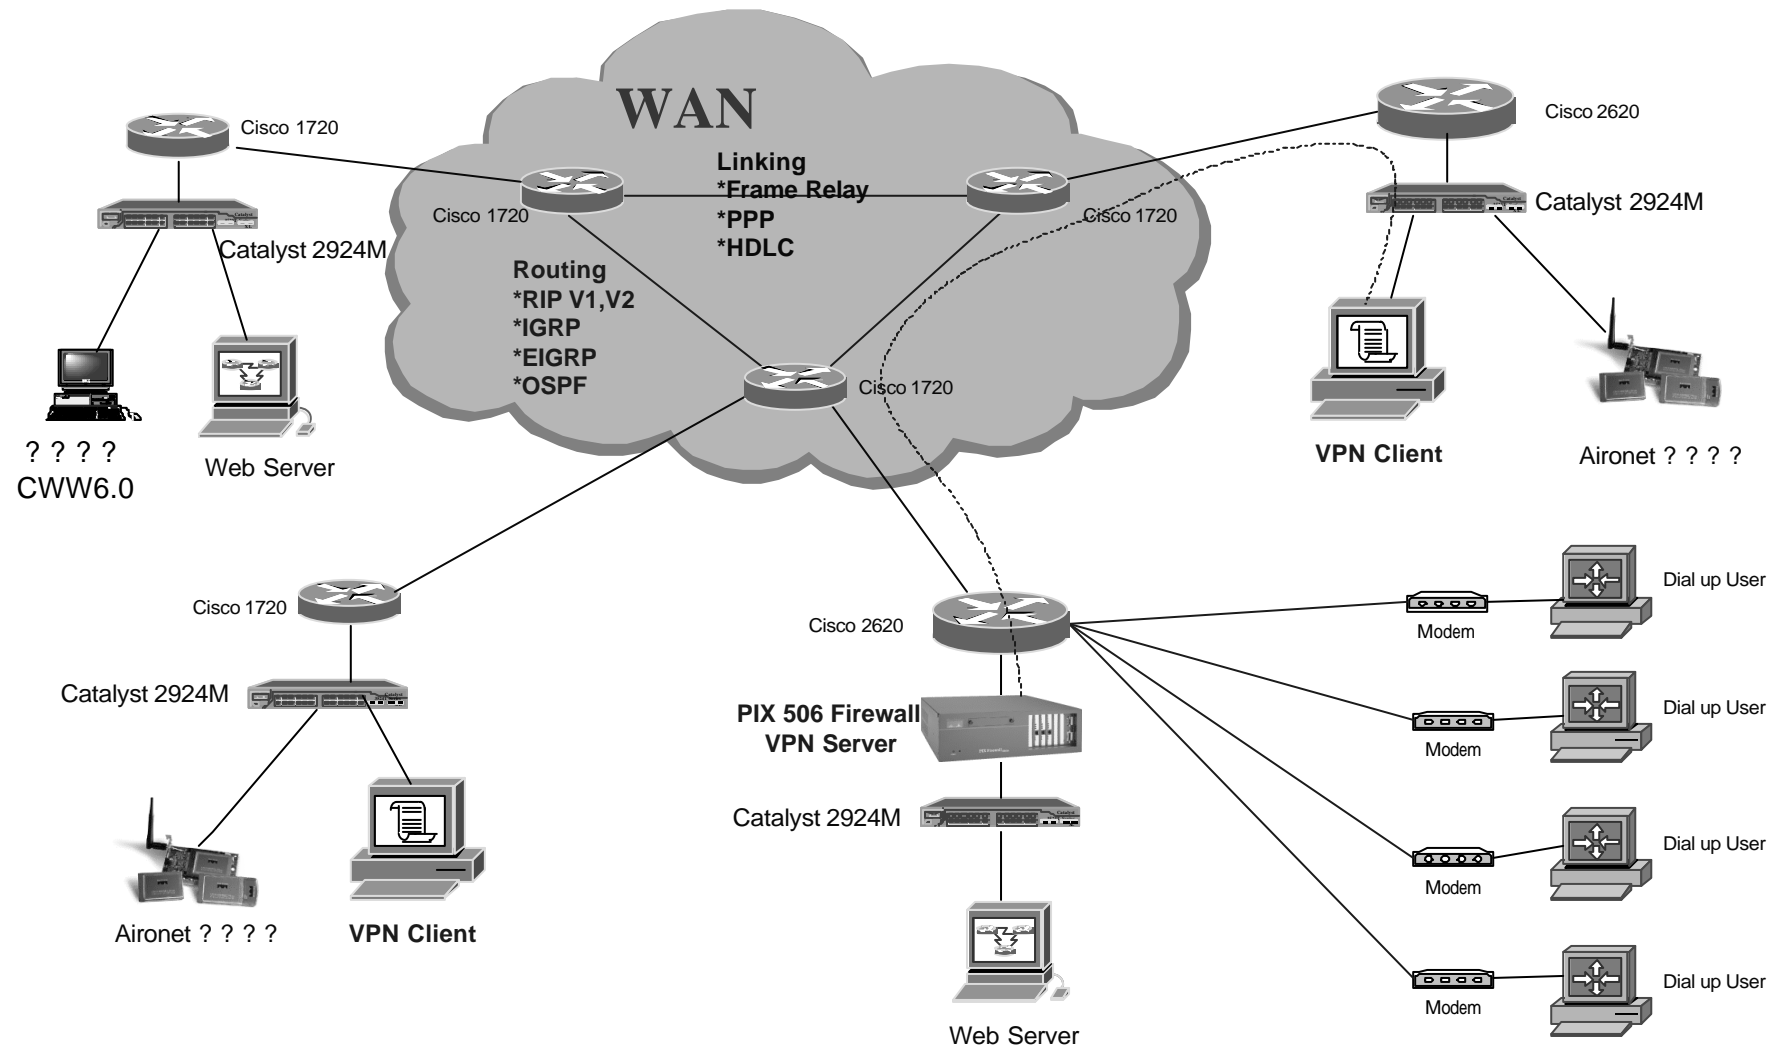 WAN
Linking
*Frame Relay
*PPP
*HDLC
Routing
*RIP V1,V2
*IGRP
*EIGRP
*OSPF
Cisco 1720
Cisco 1720
Cisco 1720
Cisco 1720
Cisco 2620
Catalyst 2924M
Catalyst 2924M
? ? ? ?
CWW6.0
Web Server
VPN Client
Aironet ? ? ? ?
Cisco 1720
Catalyst 2924M
Aironet ? ? ? ?
VPN Client
Cisco 2620
PIX 506 Firewall
VPN Server
Catalyst 2924M
Web Server
Modem
Dial up User
Modem
Dial up User
Modem
Dial up User
Modem
Dial up User